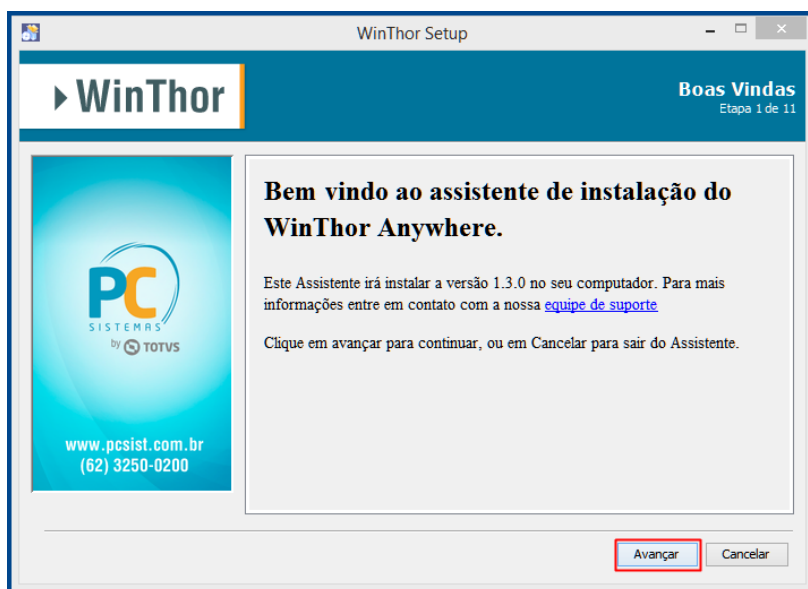 WinThor Setup
WinThor
Boas Vindas
Etapa 1 de 11
PC
SISTEMAS
by TOTVS
www.pcsist.com.br
(62) 3250-0200
Bem vindo ao assistente de instalação do
WinThor Anywhere.
Este Assistente irá instalar a versão 1.3.0 no seu computador. Para mais
informações entre em contato com a nossa equipe de suporte
Clique em avançar para continuar, ou em Cancelar para sair do Assistente.
Avançar
Cancelar